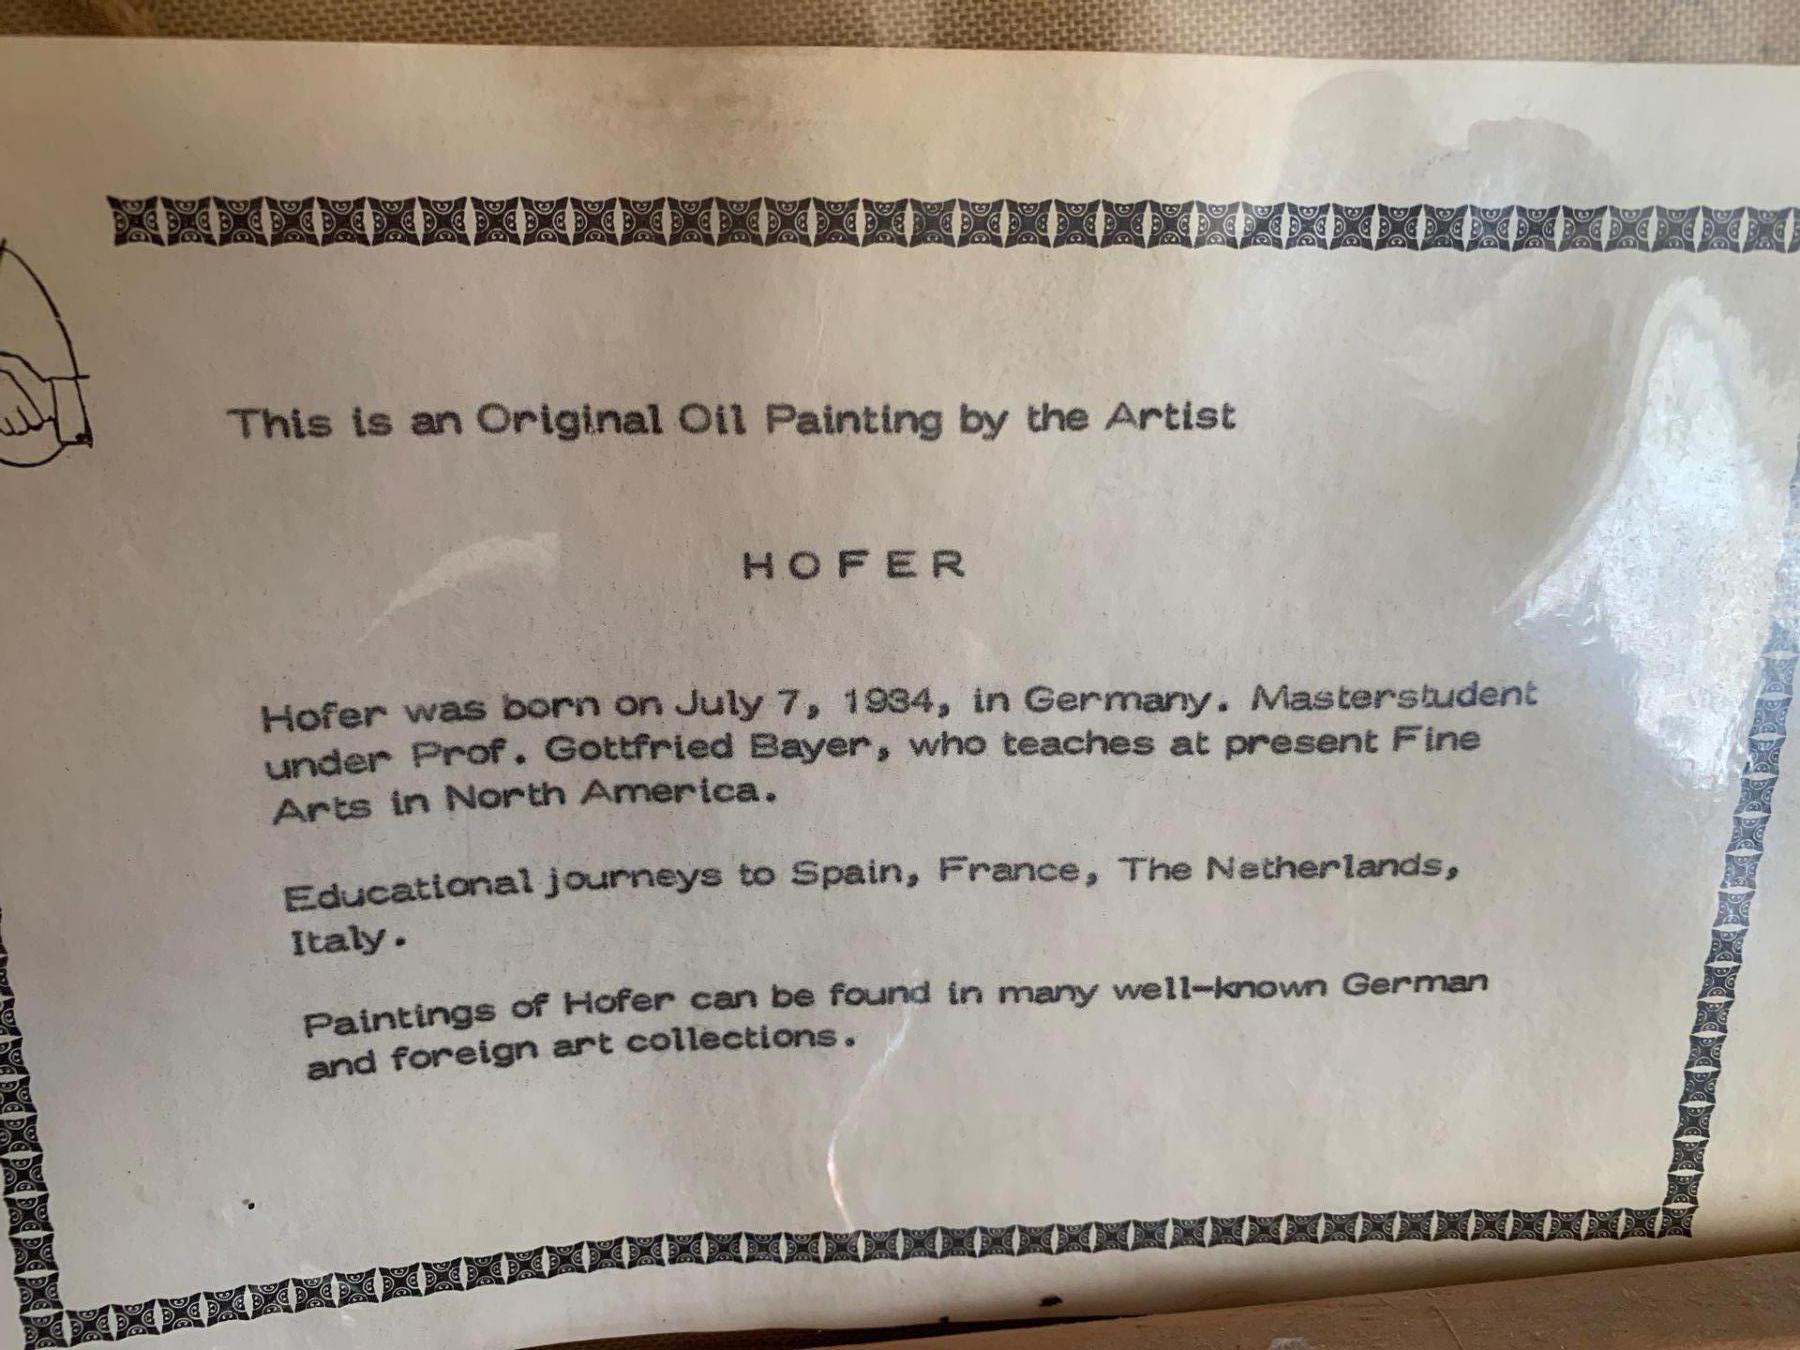 This is an Original Oil Painting by the Artist
HOFER
Hofer was born on July 7, 1934, in Germany. Masterstudent
under Prof. Gottfried Bayer, who teaches at present Fine
Arts in North America.
Educational journeys to Spain, France, The Netherlands,
Italy.
Paintings of Hofer can be found in many well-known German
and foreign art collections.